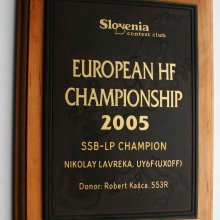 Slovenia
contest club
EUROPEAN HF
CHAMPIONSHIP
2005
SSB-LP CHAMPION
NIKOLAY LAVREKA, UY6F(UX0FF)
Donor: Robert Kašca, S53R